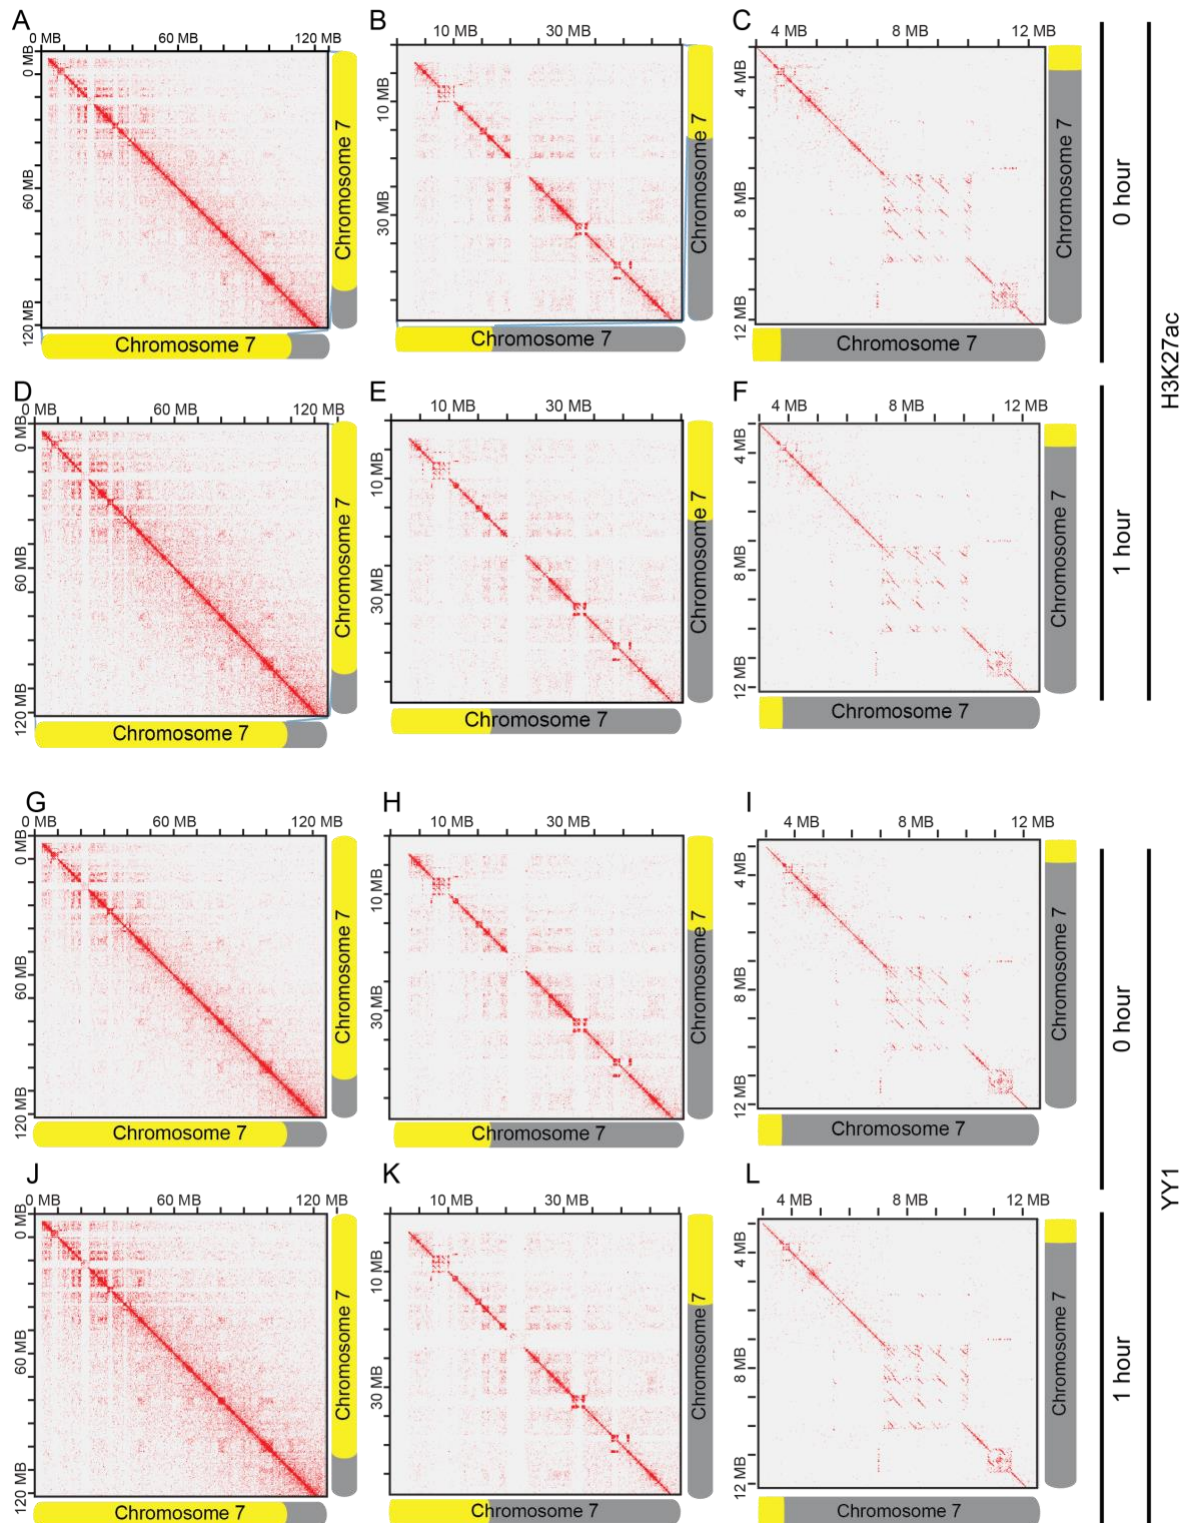 A
B
C
0 MB 60 MB 120 MB
10 MB 30 MB
4 MB 8 MB 12 MB
0 MB
60 MB
120 MB
10 MB
30 MB
4 MB
8 MB
12 MB
Chromosome 7
Chromosome 7
Chromosome 7
Chromosome 7
Chromosome 7
Chromosome 7
0 hour
D
E
F
0 MB 60 MB 120 MB
10 MB 30 MB
4 MB 8 MB 12 MB
0 MB
60 MB
120 MB
10 MB
30 MB
4 MB
8 MB
12 MB
Chromosome 7
Chromosome 7
Chromosome 7
Chromosome 7
Chromosome 7
Chromosome 7
1 hour
H3K27ac
G
H
I
0 MB 60 MB 120 MB
10 MB 30 MB
4 MB 8 MB 12 MB
0 MB
60 MB
120 MB
10 MB
30 MB
4 MB
8 MB
12 MB
Chromosome 7
Chromosome 7
Chromosome 7
Chromosome 7
Chromosome 7
Chromosome 7
0 hour
J
K
L
0 MB 60 MB 120 MB
10 MB 30 MB
4 MB 8 MB 12 MB
0 MB
60 MB
120 MB
10 MB
30 MB
4 MB
8 MB
12 MB
Chromosome 7
Chromosome 7
Chromosome 7
Chromosome 7
Chromosome 7
Chromosome 7
1 hour
YY1